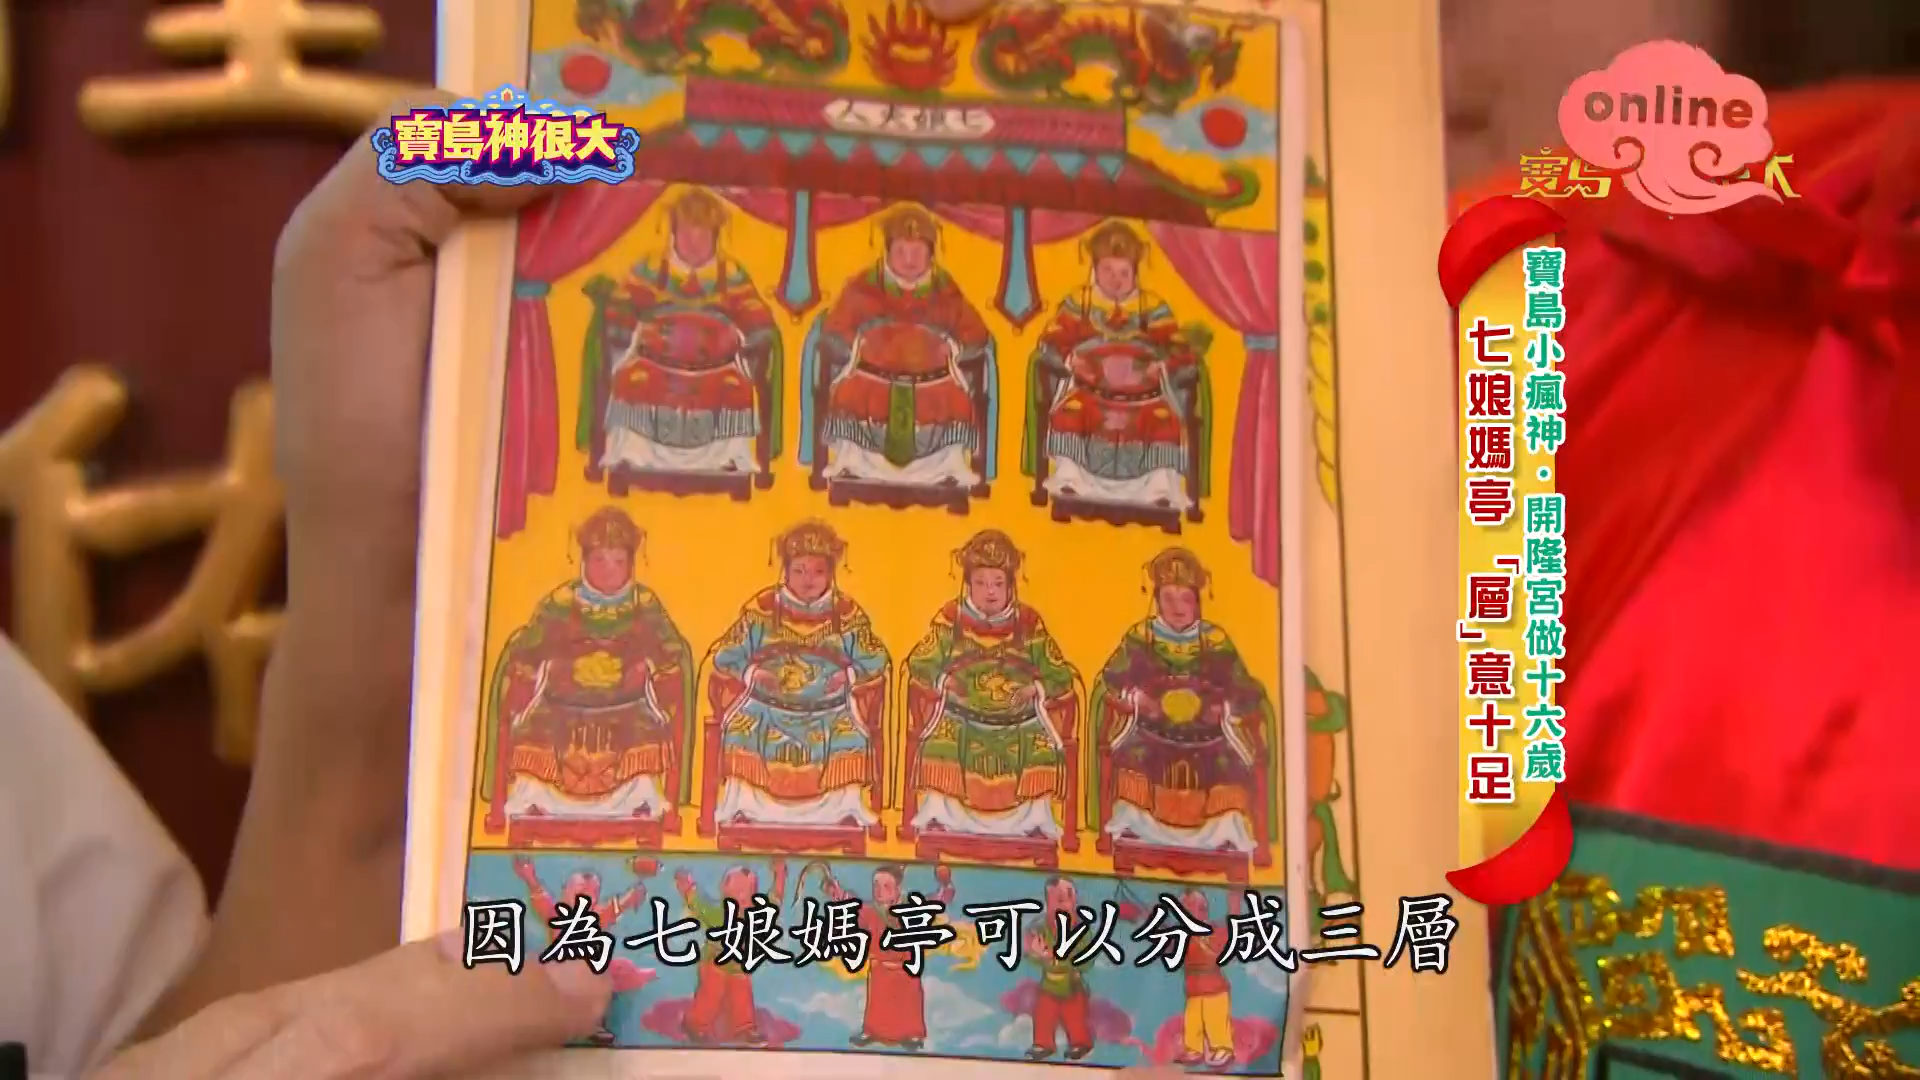 寶島神很大
online
寶島小瘋神·開隆宮做十六歲
七娘媽亭「層」意十足
因為七娘媽亭可以分成三層